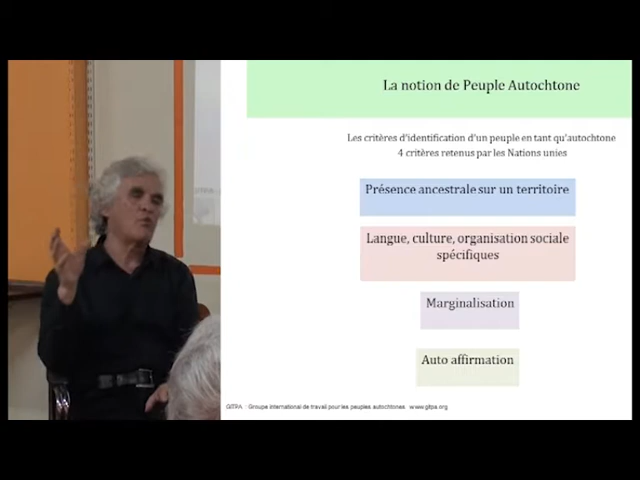 La notion de Peuple Autochtone
Les critères d'identification d'un peuple en tant qu'autochtone
4 critères retenus par les Nations unies
Présence ancestrale sur un territoire
Langue, culture, organisation sociale
spécifiques
Marginalisation
Auto affirmation
GITPA : Groupe international de travail pour les peuples autochtones www.gitpa.org